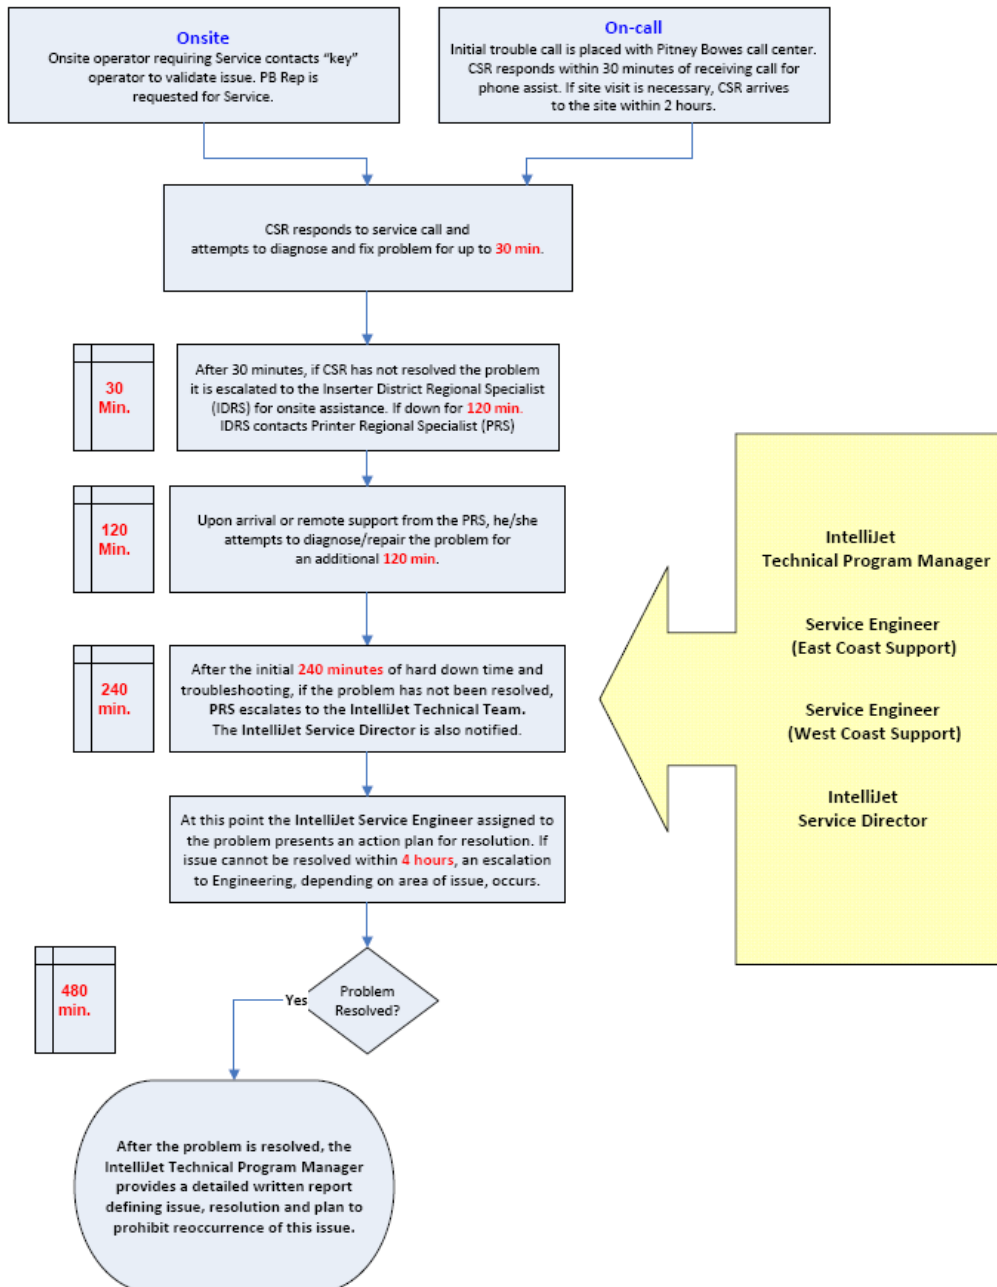 Onsite
Onsite operator requiring Service contacts “key”
operator to validate issue. PB Rep is
requested for Service.
On-call
Initial trouble call is placed with Pitney Bowes call center.
CSR responds within 30 minutes of receiving call for
phone assist. If site visit is necessary, CSR arrives
to the site within 2 hours.
CSR responds to service call and
attempts to diagnose and fix problem for up to 30 min.
30
Min.
After 30 minutes, if CSR has not resolved the problem
it is escalated to the Inserter District Regional Specialist
(IDRS) for onsite assistance. If down for 120 min.
IDRS contacts Printer Regional Specialist (PRS)
120
Min.
Upon arrival or remote support from the PRS, he/she
attempts to diagnose/repair the problem for
an additional 120 min.
240
min.
After the initial 240 minutes of hard down time and
troubleshooting, if the problem has not been resolved,
PRS escalates to the IntelliJet Technical Team.
The IntelliJet Service Director is also notified.
IntelliJet
Technical Program Manager
Service Engineer
(East Coast Support)
Service Engineer
(West Coast Support)
IntelliJet
Service Director
At this point the IntelliJet Service Engineer assigned to
the problem presents an action plan for resolution. If
issue cannot be resolved within 4 hours, an escalation
to Engineering, depending on area of issue, occurs.
480
min.
Yes
Problem
Resolved?
After the problem is resolved, the
IntelliJet Technical Program Manager
provides a detailed written report
defining issue, resolution and plan to
prohibit reoccurrence of this issue.